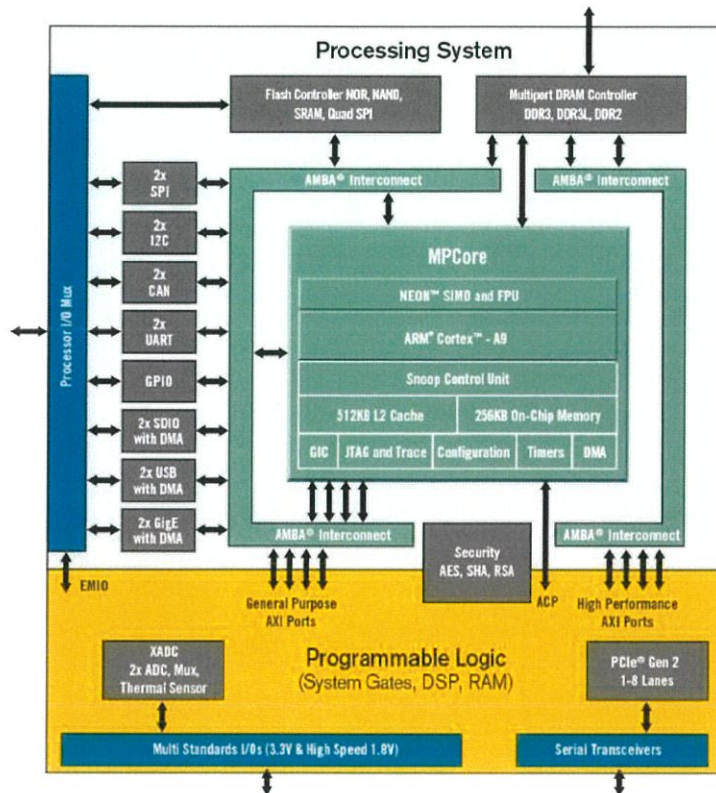 Processing System
Flash Controller NOR, NAND,
SRAM, Quad SPI
Multiport DRAM Controller
DDR3, DDR3L, DDR2
AMBA® Interconnect
AMBA® Interconnect
Processor I/O Mux
2x
SPI
2x
I2C
2x
CAN
2x
UART
GPIO
2x SDIO
with DMA
2x USB
with DMA
2x GigE
with DMA
MPCore
NEON™ SIMD and FPU
ARM® Cortex™ - A9
Snoop Control Unit
512KB L2 Cache
256KB On-Chip Memory
GIC
JTAG and Trace
Configuration
Timers
DMA
AMBA® Interconnect
Security
AES, SHA, RSA
AMBA® Interconnect
EMIO
General Purpose
AXI Ports
ACP
High Performance
AXI Ports
XADC
2x ADC, Mux,
Thermal Sensor
Programmable Logic
(System Gates, DSP, RAM)
PCIe® Gen 2
1-8 Lanes
Multi Standards I/Os (3.3V & High Speed 1.8V)
Serial Transceivers